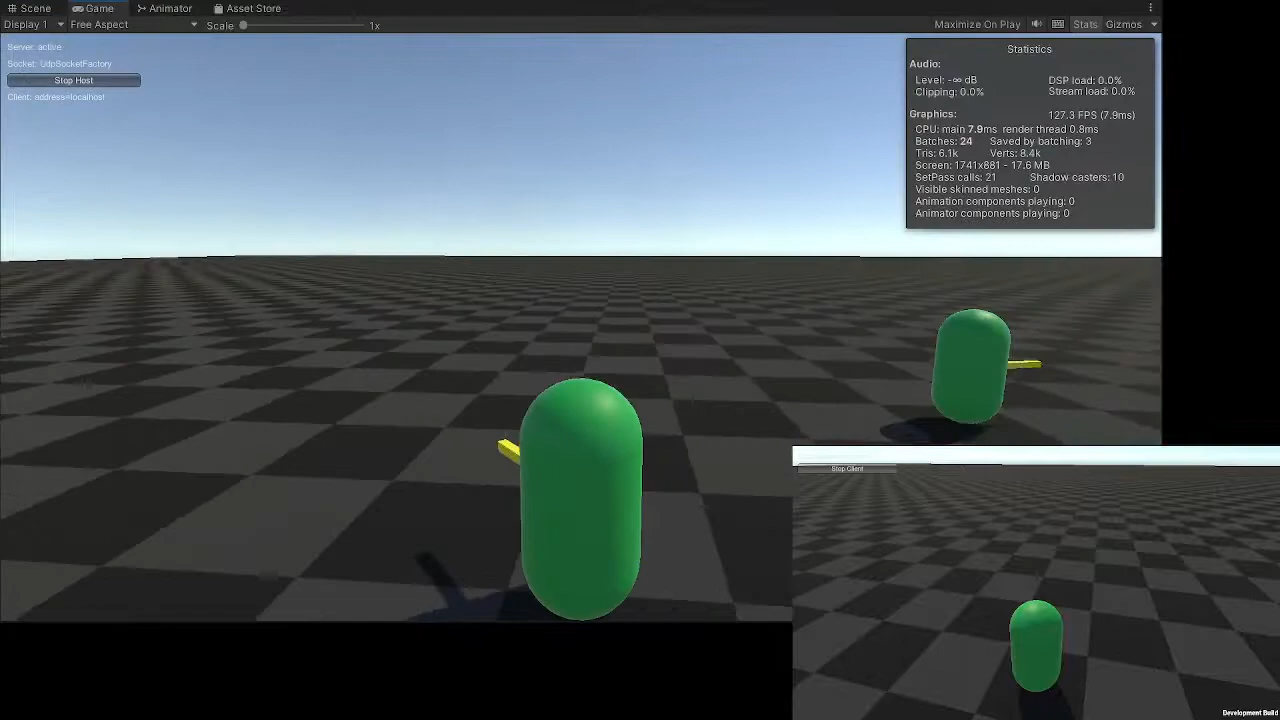 Scene Game Animator Asset Store
Display 1 Free Aspect Scale 1x Maximize On Play Stats Gizmos
Server: active
Socket: UdpSocketFactory
Stop Host
Client: address=localhost
Statistics
Audio:
Level: -∞ dB DSP load: 0.0%
Clipping: 0.0% Stream load: 0.0%
Graphics: 127.3 FPS (7.9ms)
CPU: main 7.9ms render thread 0.8ms
Batches: 24 Saved by batching: 3
Tris: 6.1k Verts: 8.4k
Screen: 1741x881 - 17.6 MB
SetPass calls: 21 Shadow casters: 10
Visible skinned meshes: 0
Animation components playing: 0
Animator components playing: 0
Stop Client
Development Build